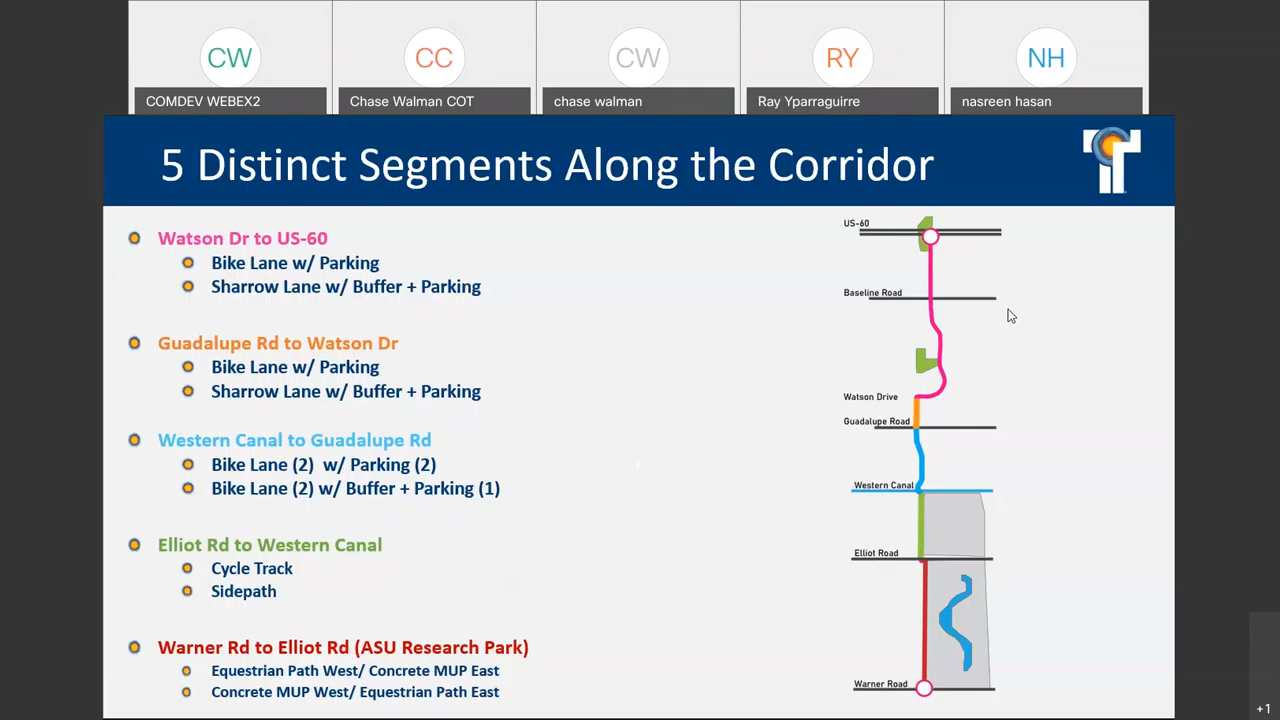 CW
CC
CW
RY
NH
COMDEV WEBEX2
Chase Walman COT
chase walman
Ray Yparraguirre
nasreen hasan
5 Distinct Segments Along the Corridor
Watson Dr to US-60
Bike Lane w/ Parking
Sharrow Lane w/ Buffer + Parking
Guadalupe Rd to Watson Dr
Bike Lane w/ Parking
Sharrow Lane w/ Buffer + Parking
Western Canal to Guadalupe Rd
Bike Lane (2) w/ Parking (2)
Bike Lane (2) w/ Buffer + Parking (1)
Elliot Rd to Western Canal
Cycle Track
Sidepath
Warner Rd to Elliot Rd (ASU Research Park)
Equestrian Path West/ Concrete MUP East
Concrete MUP West/ Equestrian Path East
US-60
Baseline Road
Watson Drive
Guadalupe Road
Western Canal
Elliot Road
Warner Road
+1